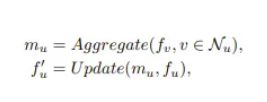 m_u = Aggregate(f_v, v ∈ N_u),
f'_u = Update(m_u, f_u),